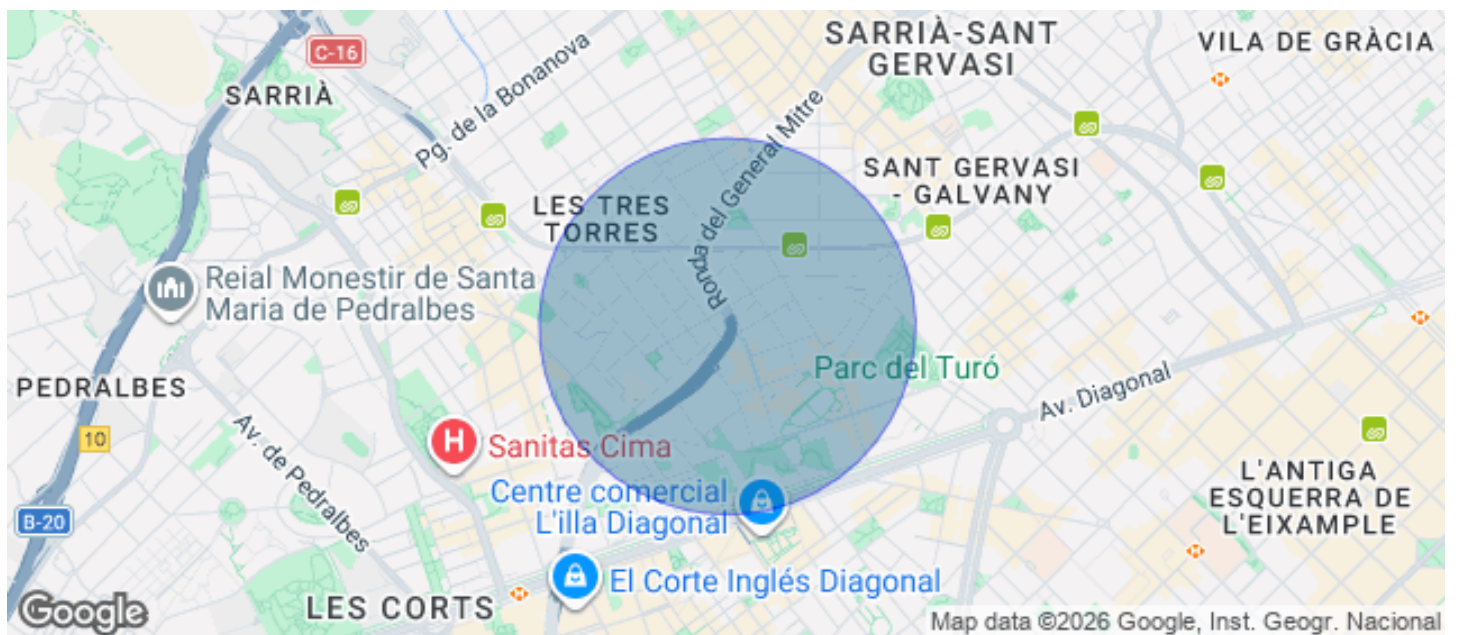 SARRIÀ-SANT
GERVASI
VILA DE GRÀCIA
C-16
SARRIÀ
Pg. de la Bonanova
Ronda del General Mitre
SANT GERVASI
- GALVANY
LES TRES
TORRES
Reial Monestir de Santa
Maria de Pedralbes
PEDRALBES
Parc del Turó
Av. Diagonal
10
Av. de Pedralbes
H
Sanitas Cima
Centre comercial
L'illa Diagonal
L'ANTIGA
ESQUERRA DE
L'EIXAMPLE
B-20
El Corte Inglés Diagonal
LES CORTS
Google
Map data ©2026 Google, Inst. Geogr. Nacional